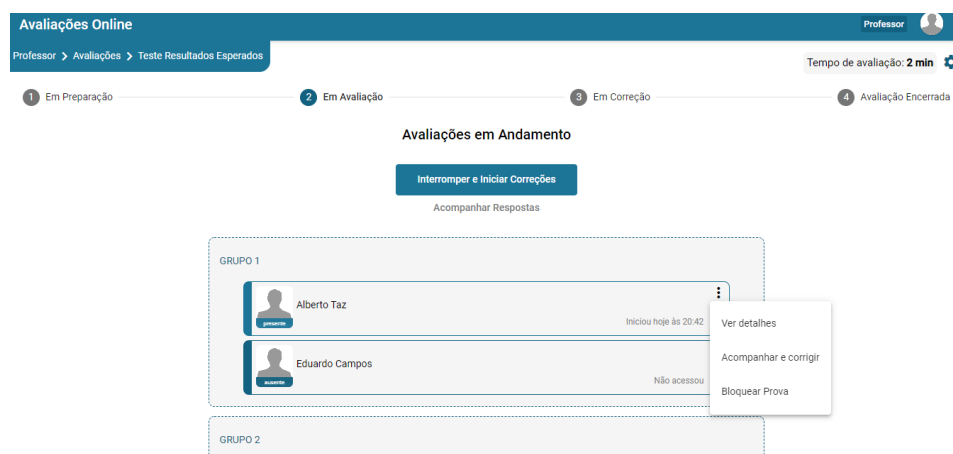 Avaliações Online
Professor
Professor > Avaliações > Teste Resultados Esperados
Tempo de avaliação: 2 min
1 Em Preparação
2 Em Avaliação
3 Em Correção
4 Avaliação Encerrada
Avaliações em Andamento
Interromper e Iniciar Correções
Acompanhar Respostas
GRUPO 1
Alberto Taz
presente
Iniciou hoje às 20:42
Ver detalhes
Acompanhar e corrigir
Bloquear Prova
Eduardo Campos
ausente
Não acessou
GRUPO 2